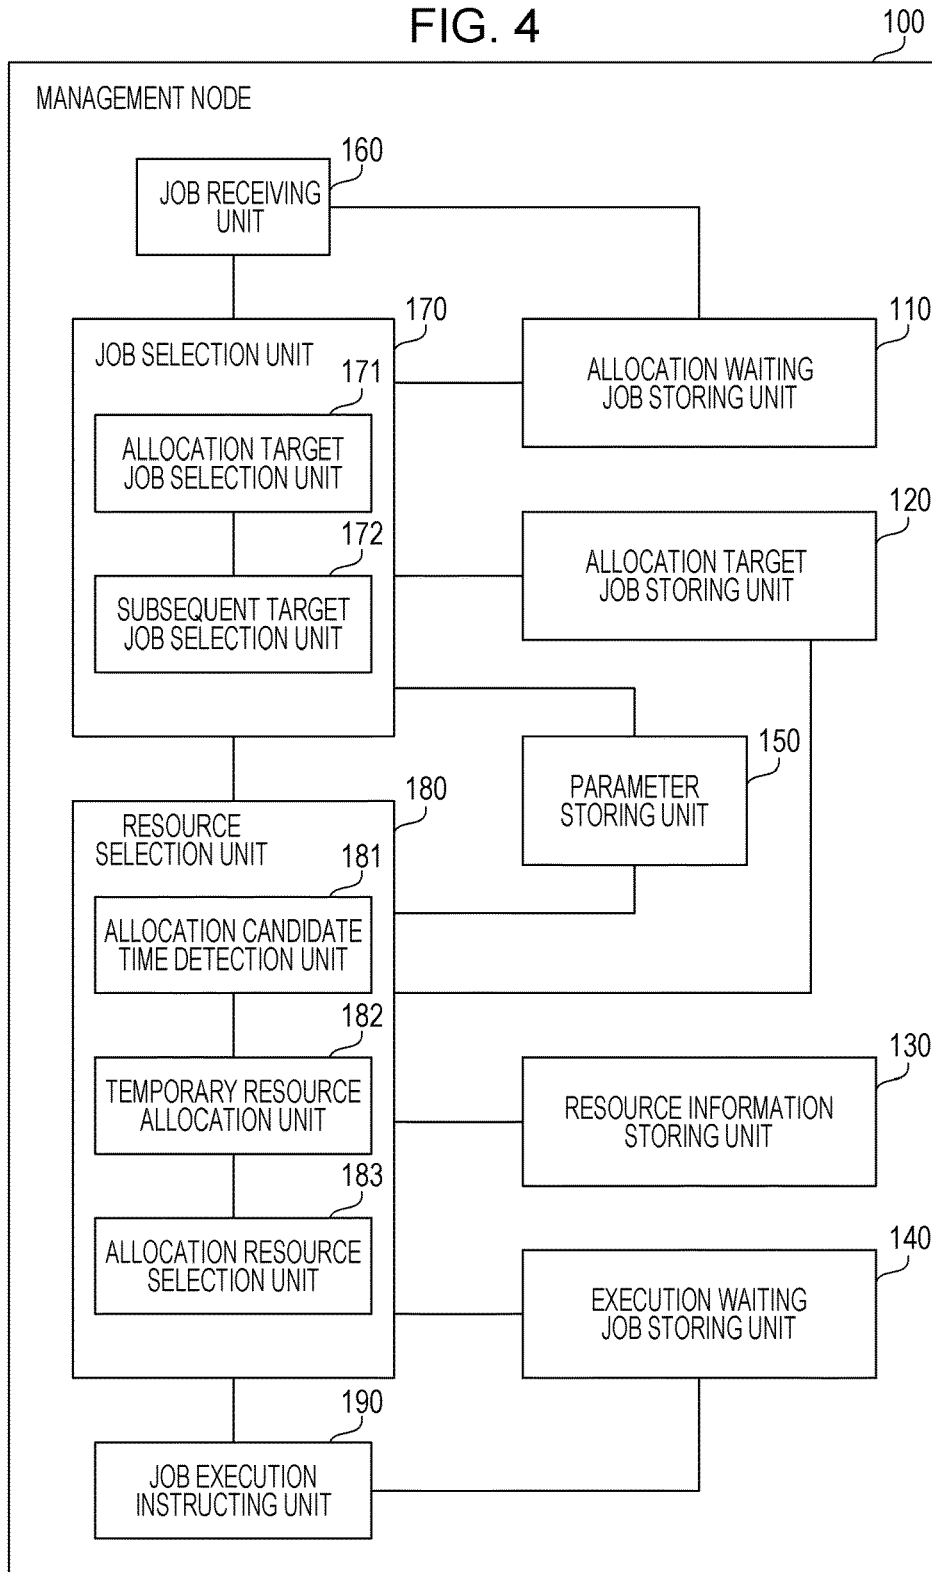 FIG. 4
100
MANAGEMENT NODE
160
JOB RECEIVING
UNIT
170
JOB SELECTION UNIT
110
ALLOCATION WAITING
JOB STORING UNIT
171
ALLOCATION TARGET
JOB SELECTION UNIT
120
ALLOCATION TARGET
JOB STORING UNIT
172
SUBSEQUENT TARGET
JOB SELECTION UNIT
150
PARAMETER
STORING UNIT
180
RESOURCE
SELECTION UNIT
181
ALLOCATION CANDIDATE
TIME DETECTION UNIT
182
TEMPORARY RESOURCE
ALLOCATION UNIT
130
RESOURCE INFORMATION
STORING UNIT
183
ALLOCATION RESOURCE
SELECTION UNIT
140
EXECUTION WAITING
JOB STORING UNIT
190
JOB EXECUTION
INSTRUCTING UNIT